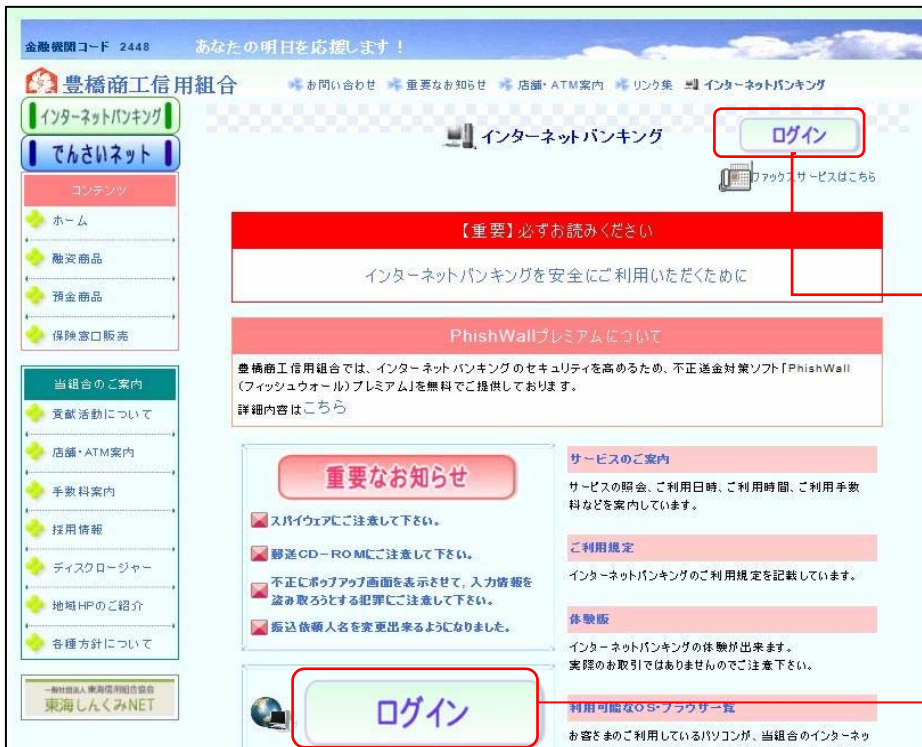 金融機関コード 2448
あなたの明日を応援します！
豊橋商工信用組合
お問い合わせ 重要なお知らせ 店舗・ATM案内 リンク集 インターネットバンキング
インターネットバンキング
でんさいネット
コンテンツ
ホーム
融資商品
預金商品
保険窓口販売
当組合のご案内
貢献活動について
店舗・ATM案内
手数料案内
採用情報
ディスクロージャー
地域HPのご紹介
各種方針について
一般社団法人 東海信用組合協会
東海しんくみNET
インターネットバンキング
ログイン
ファックスサービスはこちら
【重要】必ずお読みください
インターネットバンキングを安全にご利用いただくために
PhishWallプレミアムについて
豊橋商工信用組合では、インターネットバンキングのセキュリティを高めるため、不正送金対策ソフト「PhishWall
(フィッシュウォール)プレミアム」を無料でご提供しております。
詳細内容はこちら
重要なお知らせ
スパイウェアにご注意して下さい。
郵送CD-ROMにご注意して下さい。
不正にポップアップ画面を表示させて、入力情報を
盗み取ろうとする犯罪にご注意して下さい。
振込依頼人名を変更出来るようになりました。
ログイン
サービスのご案内
サービスの照会、ご利用日時、ご利用時間、ご利用手数
料などを案内しています。
ご利用規定
インターネットバンキングのご利用規定を記載しています。
体験版
インターネットバンキングの体験が出来ます。
実際のお取引ではありませんのでご注意下さい。
利用可能なOS・ブラウザ一覧
お客さまのご利用しているパソコンが、当組合のインターネッ